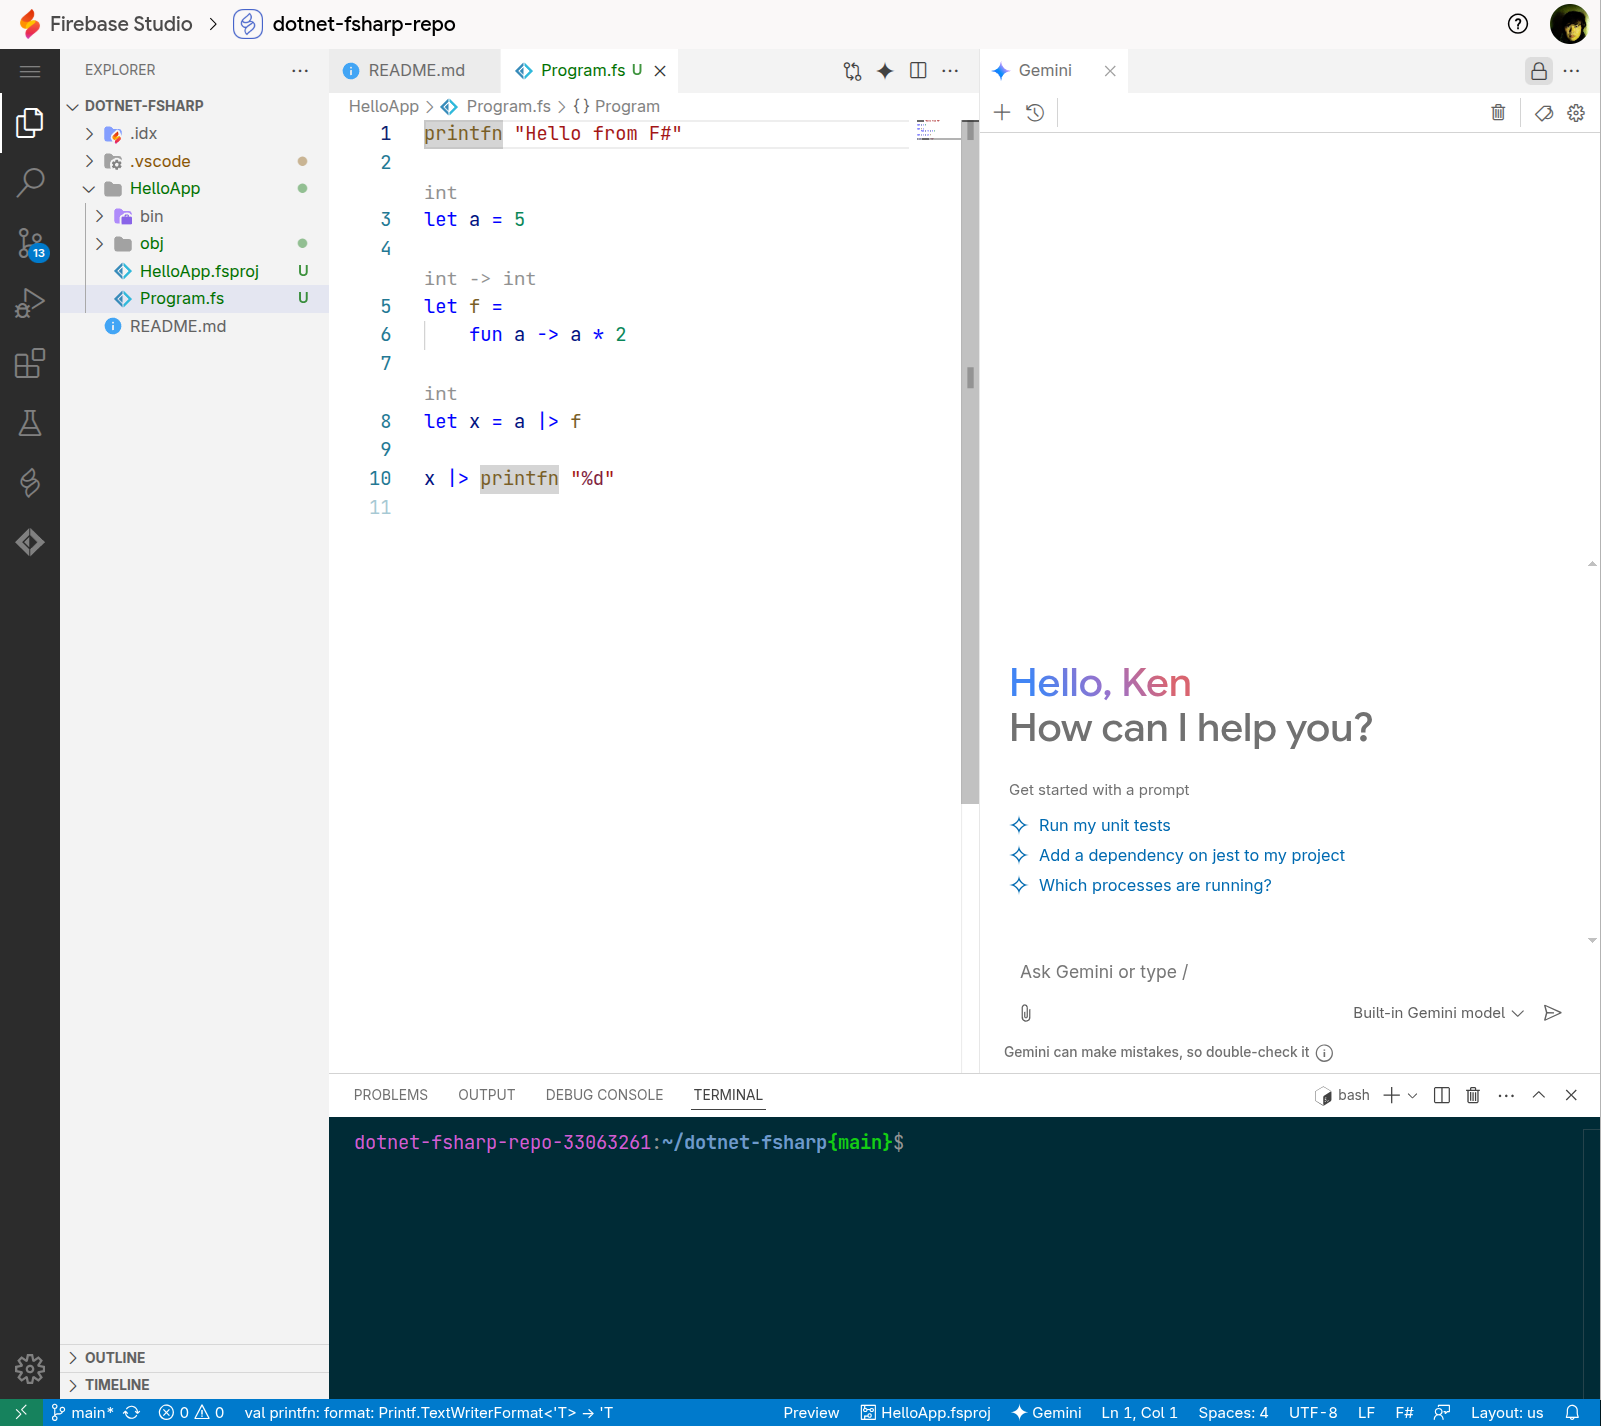 Firebase Studio > dotnet-fsharp-repo
EXPLORER
DOTNET-FSHARP
.idx
.vscode
HelloApp
bin
obj
HelloApp.fsproj U
Program.fs U
README.md
OUTLINE
TIMELINE
13
README.md
Program.fs U
HelloApp > Program.fs > {} Program
1 printfn "Hello from F#"
2
int
3 let a = 5
4
int -> int
5 let f =
6 fun a -> a * 2
7
int
8 let x = a |> f
9
10 x |> printfn "%d"
11
Gemini
Hello, Ken
How can I help you?
Get started with a prompt
Run my unit tests
Add a dependency on jest to my project
Which processes are running?
Ask Gemini or type /
Built-in Gemini model
Gemini can make mistakes, so double-check it
PROBLEMS OUTPUT DEBUG CONSOLE TERMINAL
bash
dotnet-fsharp-repo-33063261:~/dotnet-fsharp{main}$
main* 0 0 val printfn: format: Printf.TextWriterFormat<'T> → 'T Preview HelloApp.fsproj Gemini Ln 1, Col 1 Spaces: 4 UTF-8 LF F# Layout: us